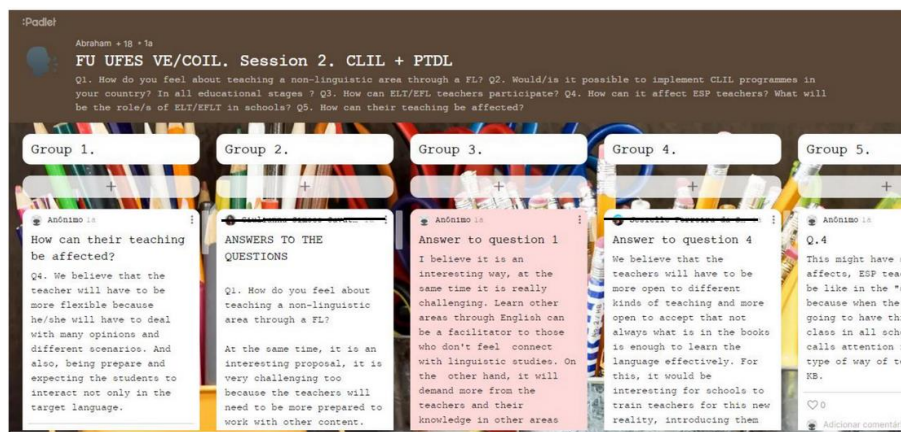 :Padlet
Abraham + 18 • 1a
FU UFES VE/COIL. Session 2. CLIL + PTDL
Q1. How do you feel about teaching a non-linguistic area through a FL? Q2. Would/is it possible to implement CLIL programmes in
your country? In all educational stages ? Q3. How can ELT/EFL teachers participate? Q4. How can it affect ESP teachers? What will
be the role/s of ELT/EFLT in schools? Q5. How can their teaching be affected?
Group 1.
+
Anônimo 1a
How can their teaching
be affected?
Q4. We believe that the
teacher will have to be
more flexible because
he/she will have to deal
with many opinions and
different scenarios. And
also, being prepare and
expecting the students to
interact not only in the
target language.
Group 2.
+
ANSWERS TO THE
QUESTIONS
Q1. How do you feel about
teaching a non-linguistic
area through a FL?
At the same time, it is an
interesting proposal, it is
very challenging too
because the teachers will
need to be more prepared to
work with other content.
Group 3.
+
Anônimo 1a
Answer to question 1
I believe it is an
interesting way, at the
same time it is really
challenging. Learn other
areas through English can
be a facilitator to those
who don't feel connect
with linguistic studies. On
the other hand, it will
demand more from the
teachers and their
knowledge in other areas
Group 4.
+
Answer to question 4
We believe that the
teachers will have to be
more open to different
kinds of teaching and more
open to accept that not
always what is in the books
is enough to learn the
language effectively. For
this, it would be
interesting for schools to
train teachers for this new
reality, introducing them
Group 5.
+
Anônimo 1a
Q.4
This might have
affects, ESP
be like in the
because when the
going to have
class in all
calls attention
type of way of
KB.
0
Adicionar